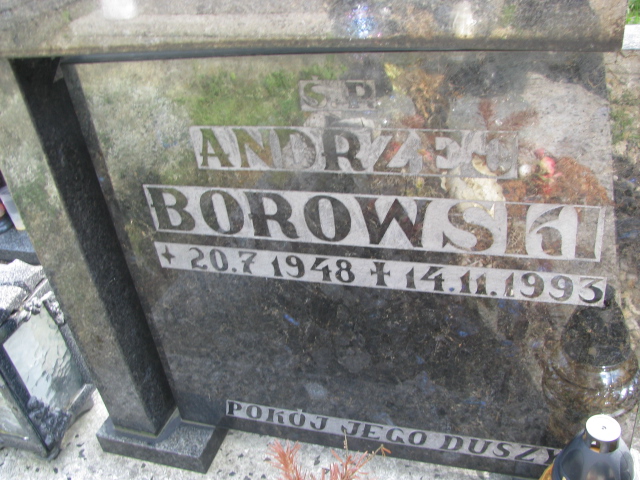 Ś.P.
ANDRZEJ
BOROWSKI
+ 20.7 1948 ✝ 14.11.1993
POKÓJ JEGO DUSZY